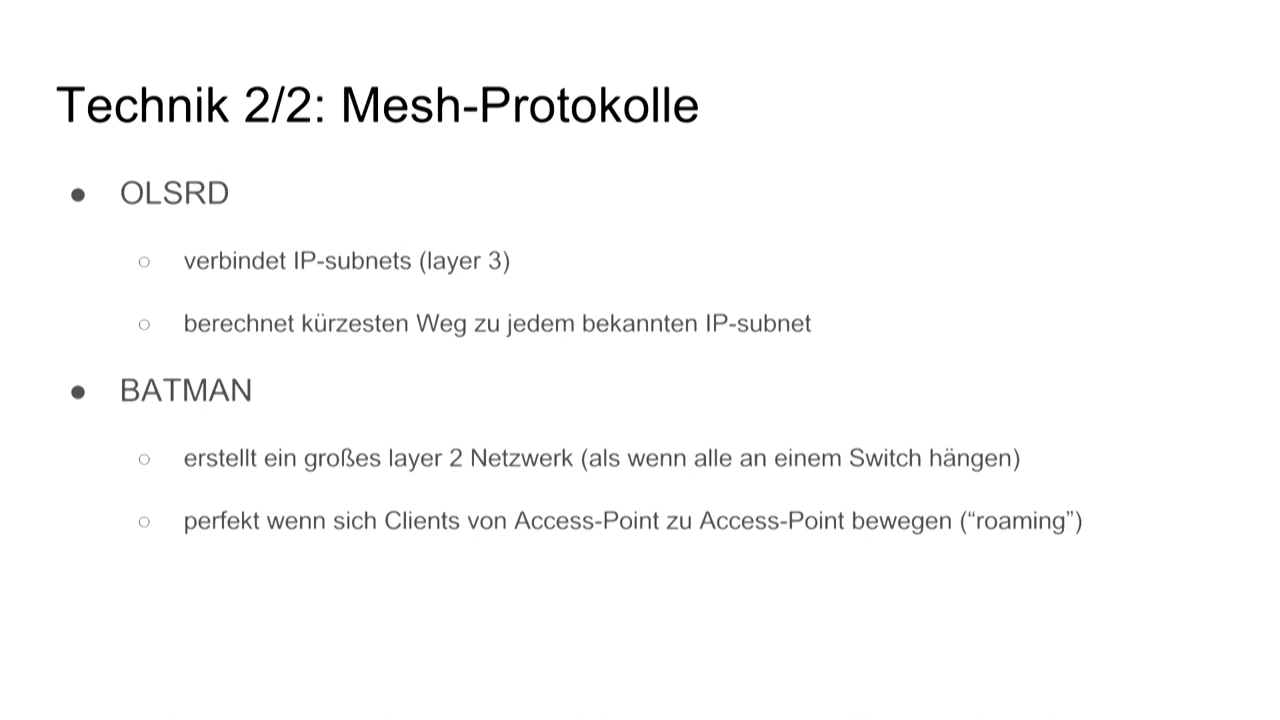 Technik 2/2: Mesh-Protokolle
● OLSRD
○ verbindet IP-subnets (layer 3)
○ berechnet kürzesten Weg zu jedem bekannten IP-subnet
● BATMAN
○ erstellt ein großes layer 2 Netzwerk (als wenn alle an einem Switch hängen)
○ perfekt wenn sich Clients von Access-Point zu Access-Point bewegen (“roaming”)